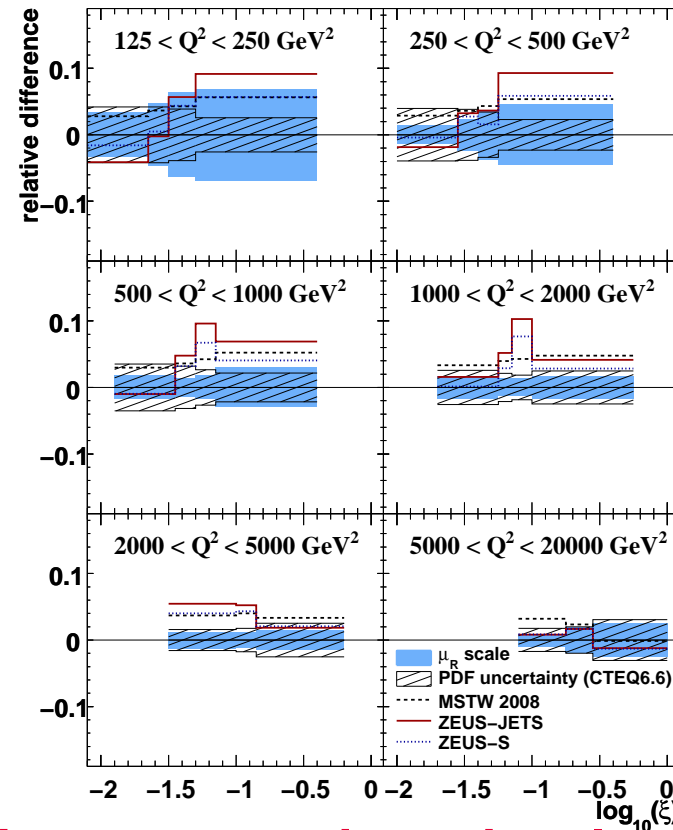 125 < Q² < 250 GeV²
250 < Q² < 500 GeV²
relative difference
0.1
0
−0.1
500 < Q² < 1000 GeV²
1000 < Q² < 2000 GeV²
0.1
0
−0.1
2000 < Q² < 5000 GeV²
5000 < Q² < 20000 GeV²
0.1
0
−0.1
μ_R scale
PDF uncertainty (CTEQ6.6)
MSTW 2008
ZEUS−JETS
ZEUS−S
−2 −1.5 −1 −0.5 0
−2 −1.5 −1 −0.5 0
log₁₀(ξ)